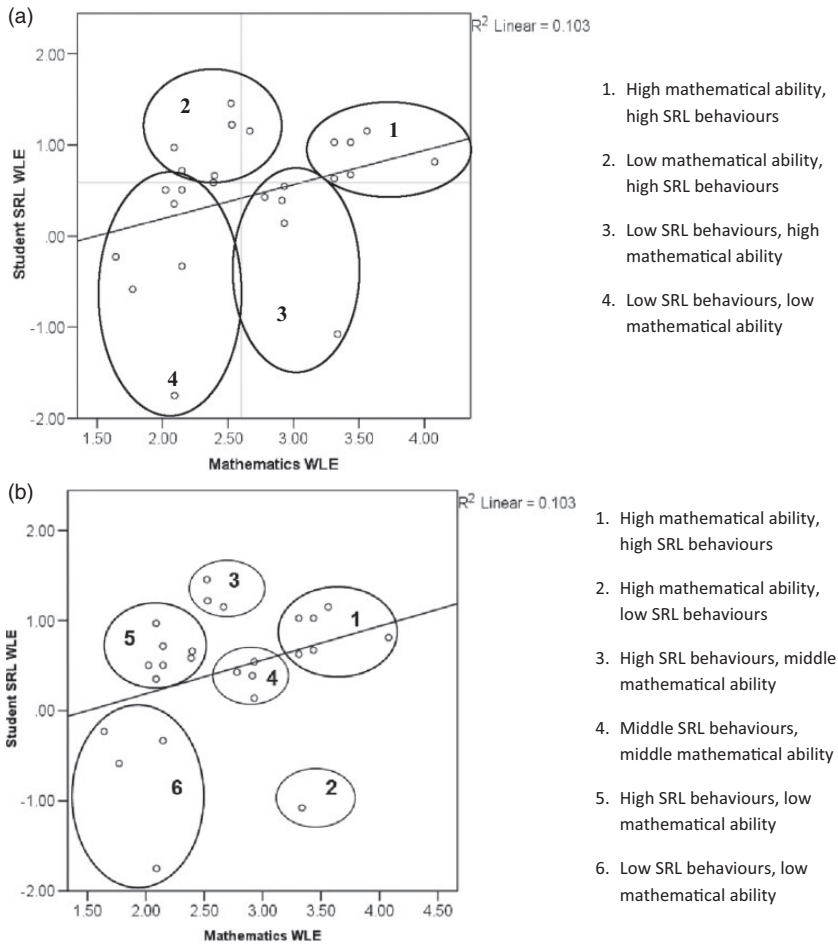 (a)
R² Linear = 0.103
2.00
1.00
.00
-1.00
-2.00
Student SRL WLE
1.50 2.00 2.50 3.00 3.50 4.00
Mathematics WLE
2
1
3
4
1. High mathematical ability,
high SRL behaviours
2. Low mathematical ability,
high SRL behaviours
3. Low SRL behaviours, high
mathematical ability
4. Low SRL behaviours, low
mathematical ability
(b)
R² Linear = 0.103
2.00
1.00
.00
-1.00
-2.00
Student SRL WLE
1.50 2.00 2.50 3.00 3.50 4.00 4.50
Mathematics WLE
3
1
5
4
6
2
1. High mathematical ability,
high SRL behaviours
2. High mathematical ability,
low SRL behaviours
3. High SRL behaviours, middle
mathematical ability
4. Middle SRL behaviours,
middle mathematical ability
5. High SRL behaviours, low
mathematical ability
6. Low SRL behaviours, low
mathematical ability